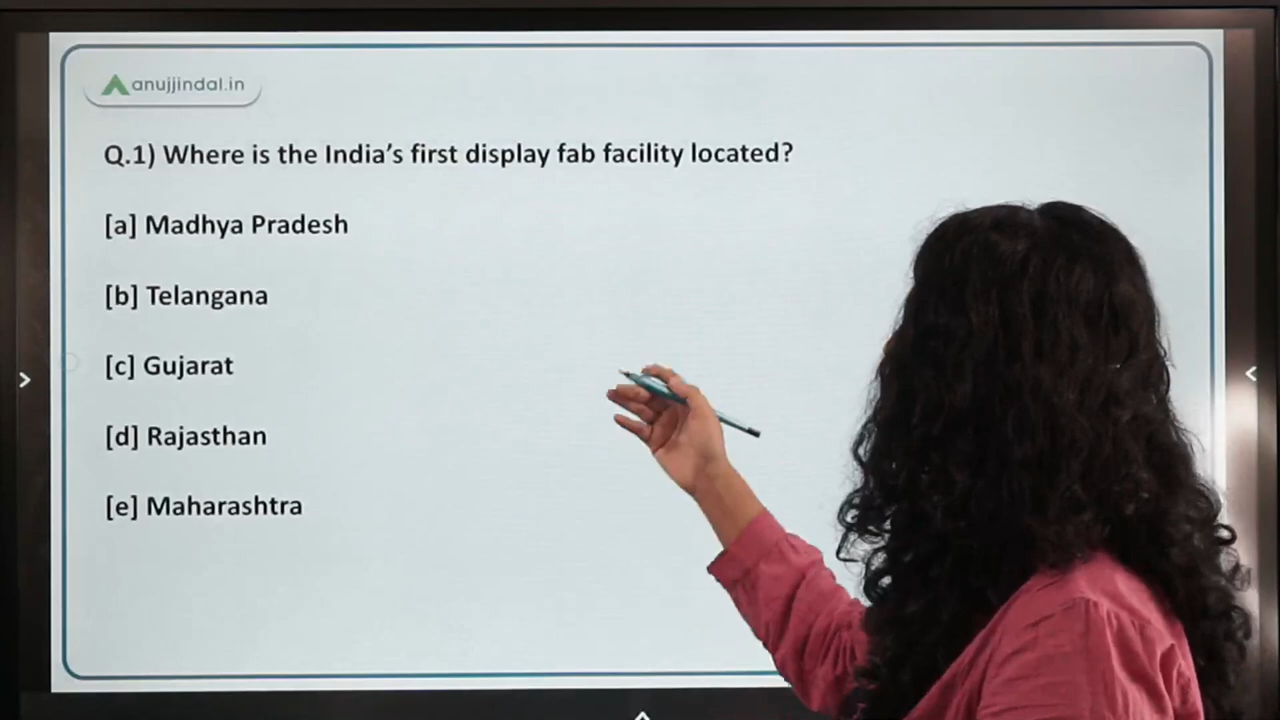 anujjindal.in
Q.1) Where is the India's first display fab facility located?
[a] Madhya Pradesh
[b] Telangana
[c] Gujarat
[d] Rajasthan
[e] Maharashtra